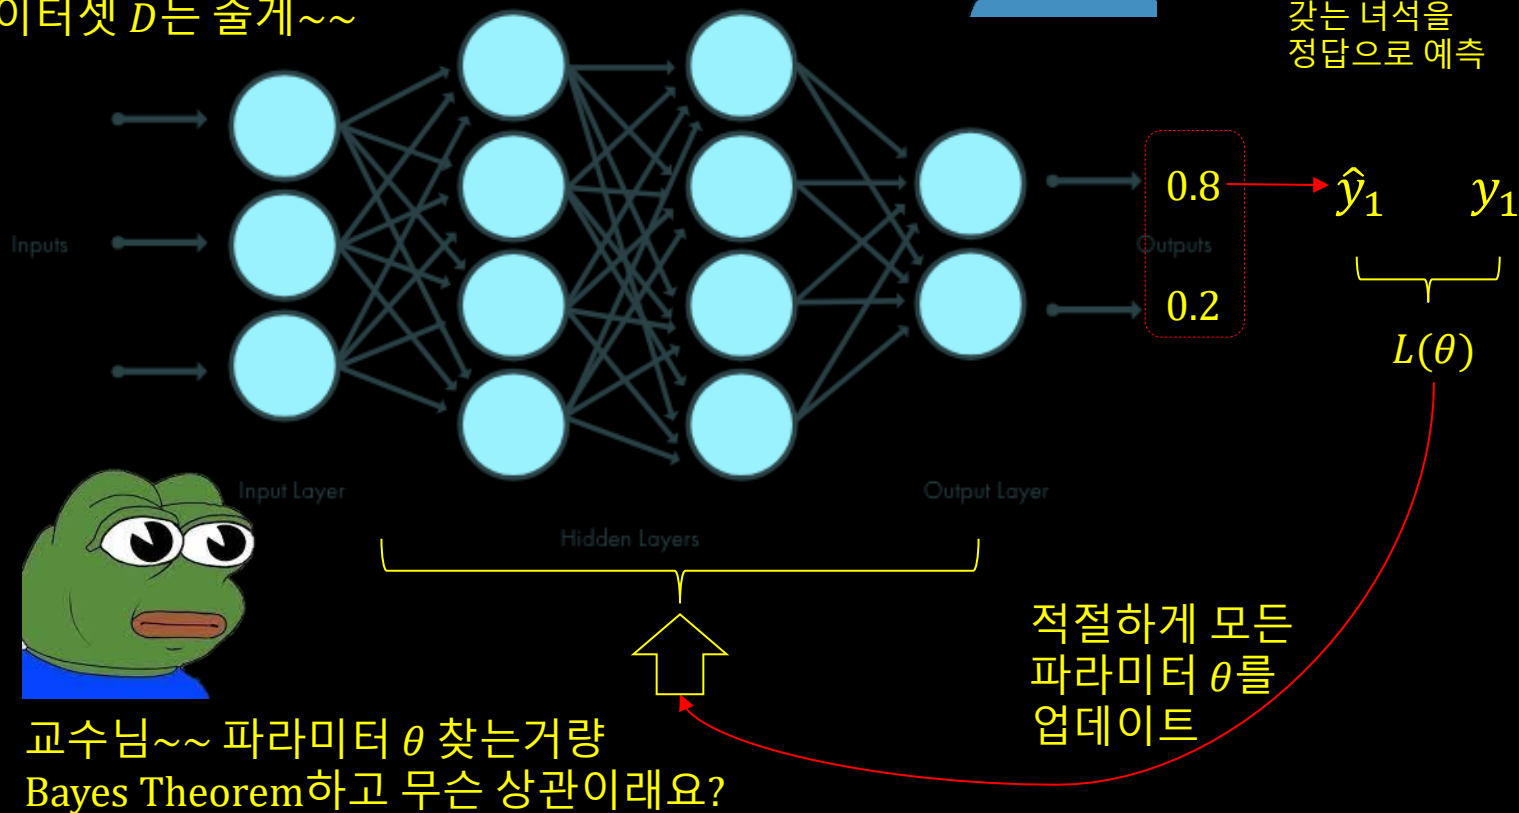 이터셋 D는 줄게~~
갖는 녀석을
정답으로 예측
Inputs
0.8
ŷ₁
y₁
Outputs
0.2
L(θ)
Input Layer
Output Layer
Hidden Layers
적절하게 모든
파라미터 θ를
업데이트
교수님~~ 파라미터 θ 찾는거랑
Bayes Theorem하고 무슨 상관이래요?